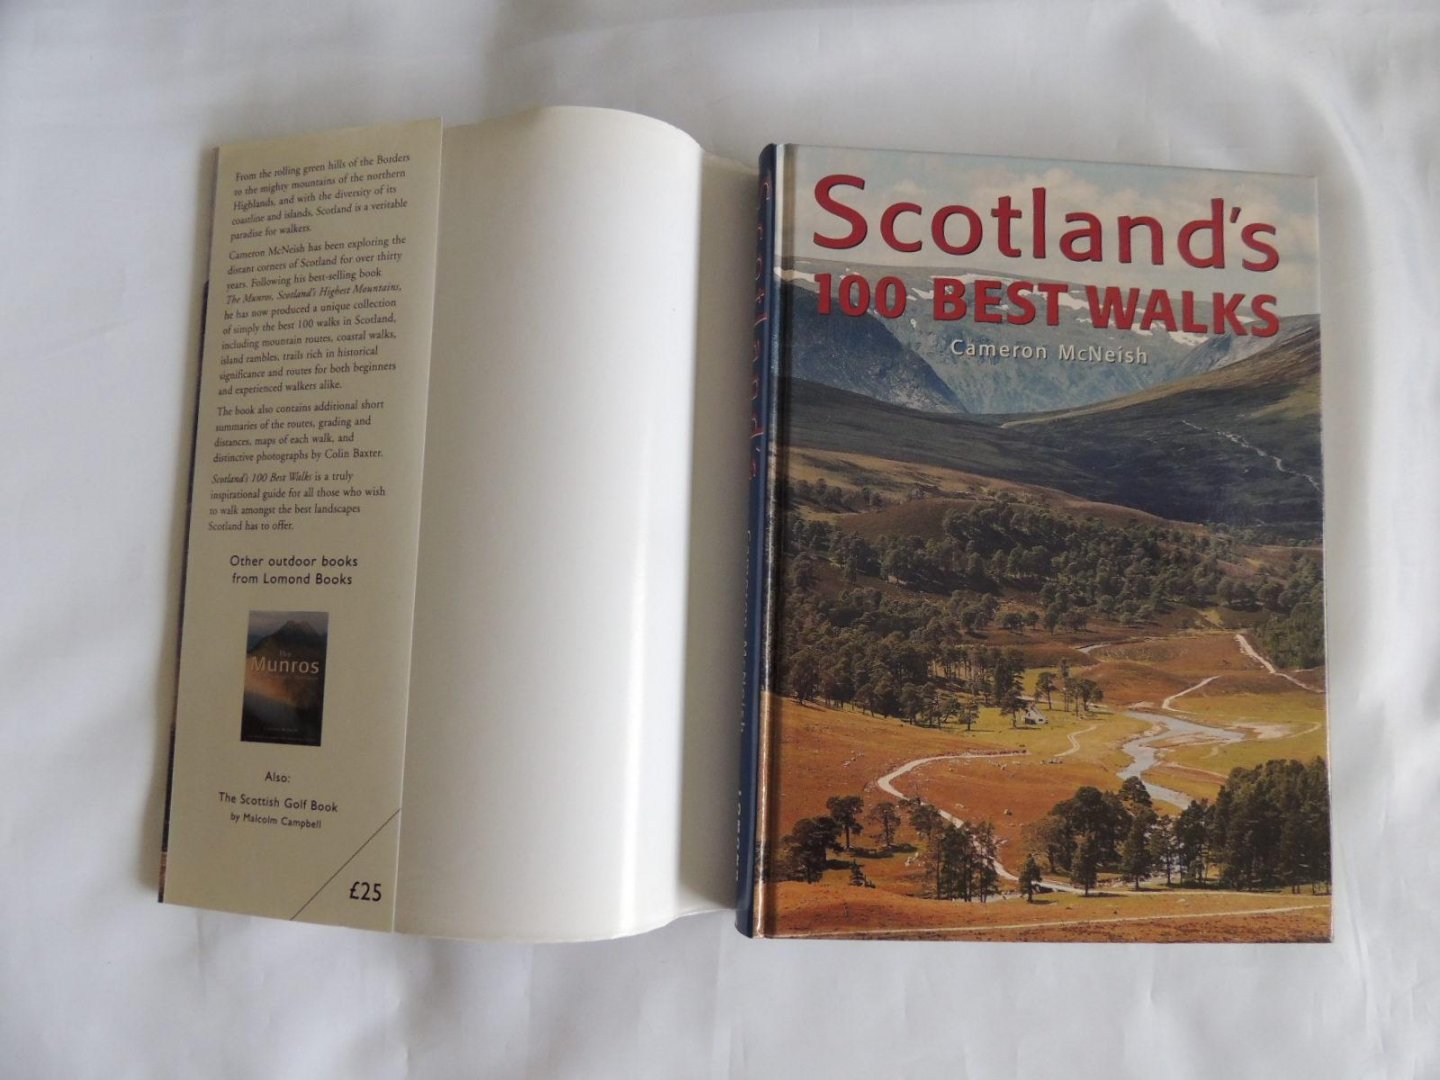 From the rolling green hills of the Borders
to the mighty mountains of the northern
Highlands, and with the diversity of its
coastline and islands, Scotland is a veritable
paradise for walkers.
Cameron McNeish has been exploring the
distant corners of Scotland for over thirty
years. Following his best-selling book
The Munros, Scotland's Highest Mountains,
he has now produced a unique collection
of simply the best 100 walks in Scotland,
including mountain routes, coastal walks,
island rambles, trails rich in historical
significance and routes for both beginners
and experienced walkers alike.
The book also contains additional short
summaries of the routes, grading and
distances, maps of each walk, and
distinctive photographs by Colin Baxter.
Scotland's 100 Best Walks is a truly
inspirational guide for all those who wish
to walk amongst the best landscapes
Scotland has to offer.
Other outdoor books
from Lomond Books
The
Munros
Also:
The Scottish Golf Book
by Malcolm Campbell
£25
Scotland's
Cameron McNeish
Scotland's
100 BEST WALKS
Cameron McNeish